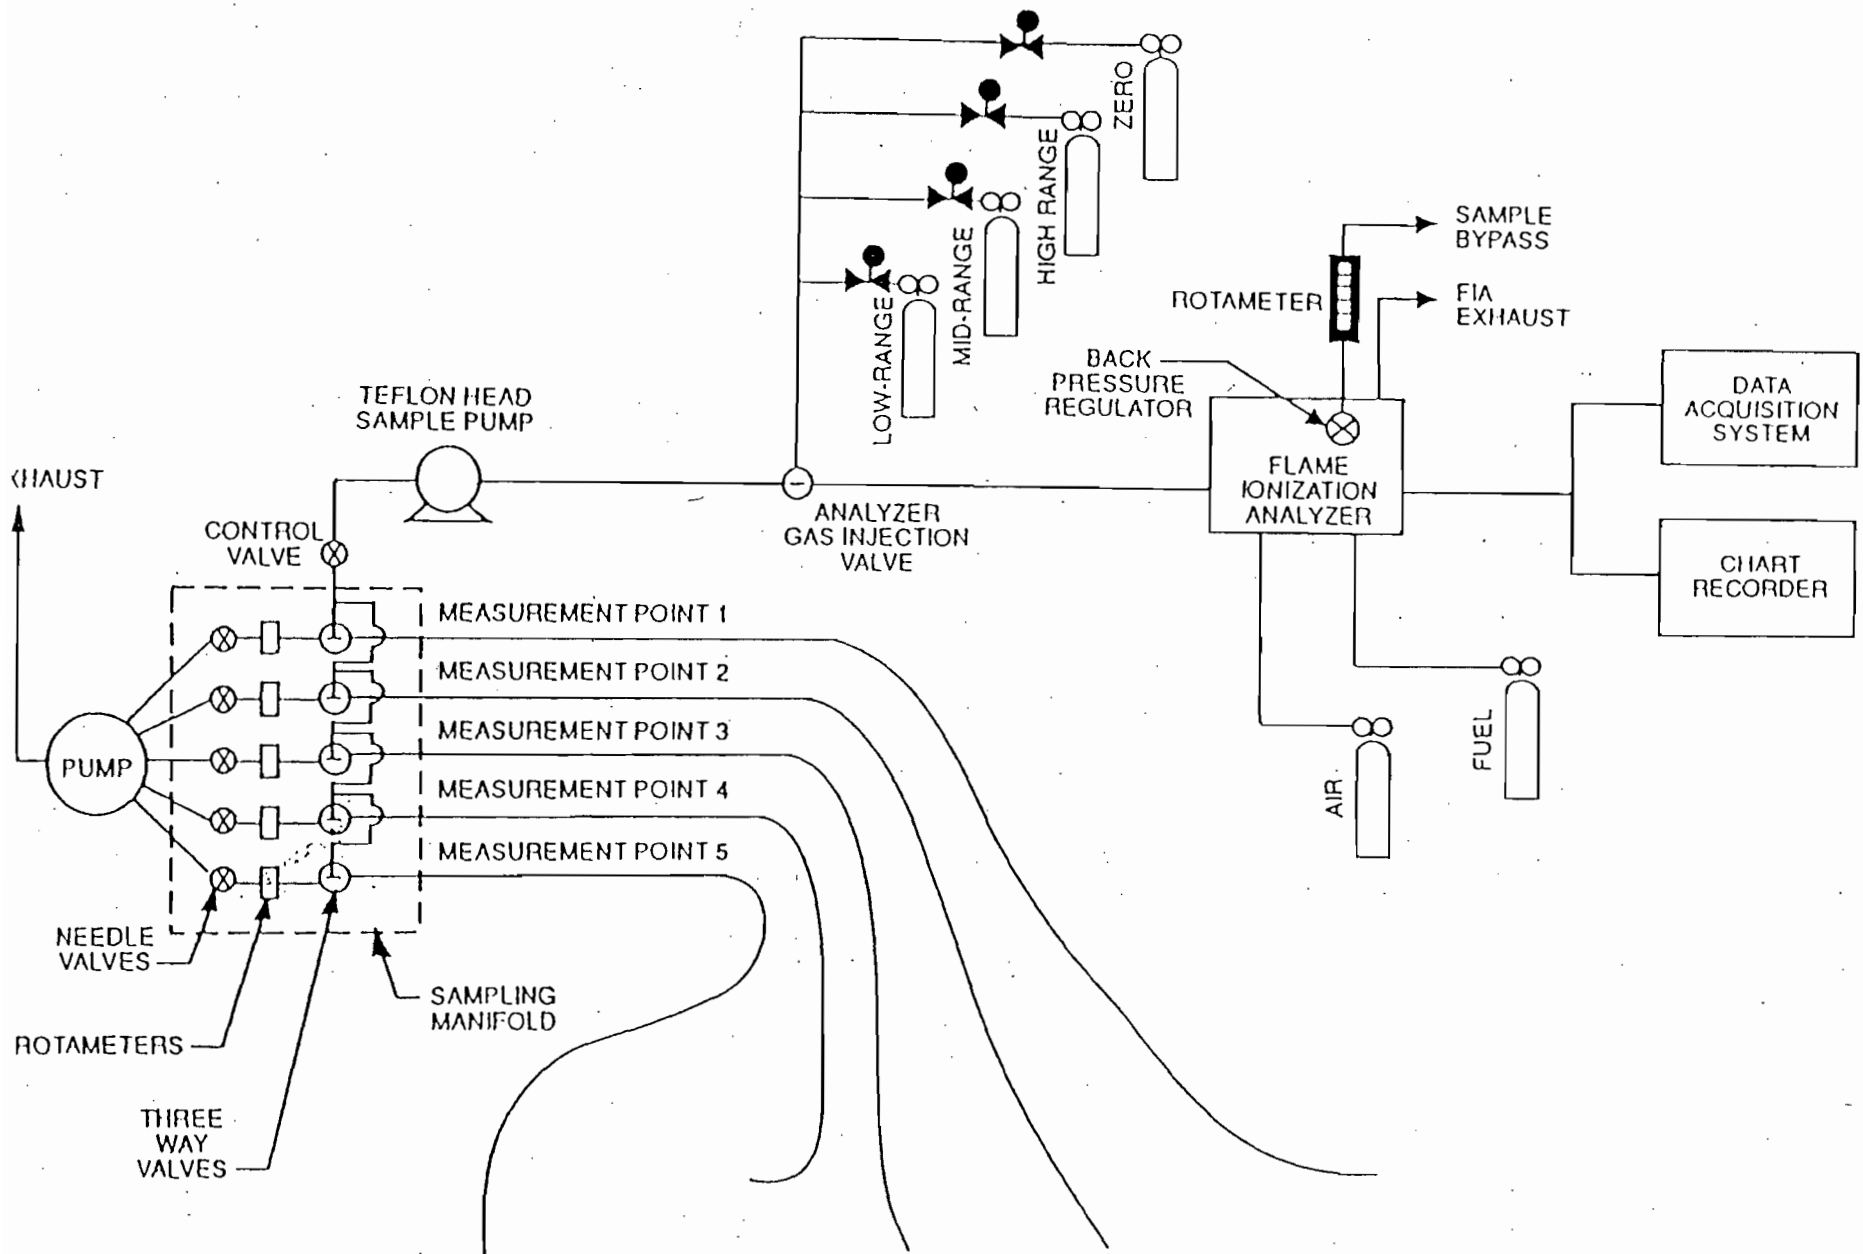 ZERO
HIGH RANGE
MID-RANGE
LOW-RANGE
SAMPLE
BYPASS
ROTAMETER
FIA
EXHAUST
BACK
PRESSURE
REGULATOR
DATA
ACQUISITION
SYSTEM
TEFLON HEAD
SAMPLE PUMP
FLAME
IONIZATION
ANALYZER
XHAUST
ANALYZER
GAS INJECTION
VALVE
CONTROL
VALVE
CHART
RECORDER
MEASUREMENT POINT 1
MEASUREMENT POINT 2
MEASUREMENT POINT 3
MEASUREMENT POINT 4
MEASUREMENT POINT 5
PUMP
FUEL
AIR
NEEDLE
VALVES
SAMPLING
MANIFOLD
ROTAMETERS
THREE
WAY
VALVES